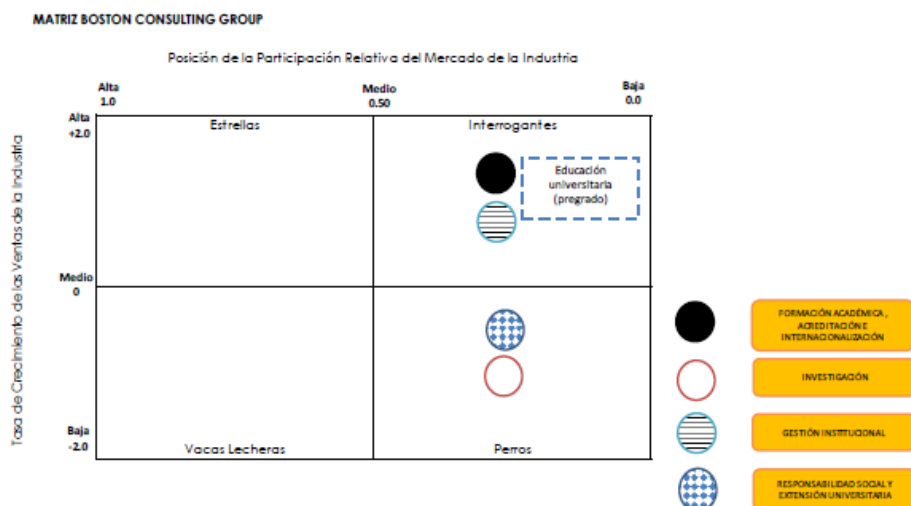 MATRIZ BOSTON CONSULTING GROUP
Posición de la Participación Relativa del Mercado de la Industria
Alta
1.0
Medio
0.50
Baja
0.0
Alta
+2.0
Estrellas
Interrogantes
Educación
universitaria
(pregrado)
Tasa de Crecimiento de las Ventas de la Industria
Medio
0
Baja
-2.0
Vacas Lecheras
Perros
FORMACIÓN ACADÉMICA,
ACREDITACIÓN E
INTERNACIONALIZACIÓN
INVESTIGACIÓN
GESTIÓN INSTITUCIONAL
RESPONSABILIDAD SOCIAL Y
EXTENSIÓN UNIVERSITARIA